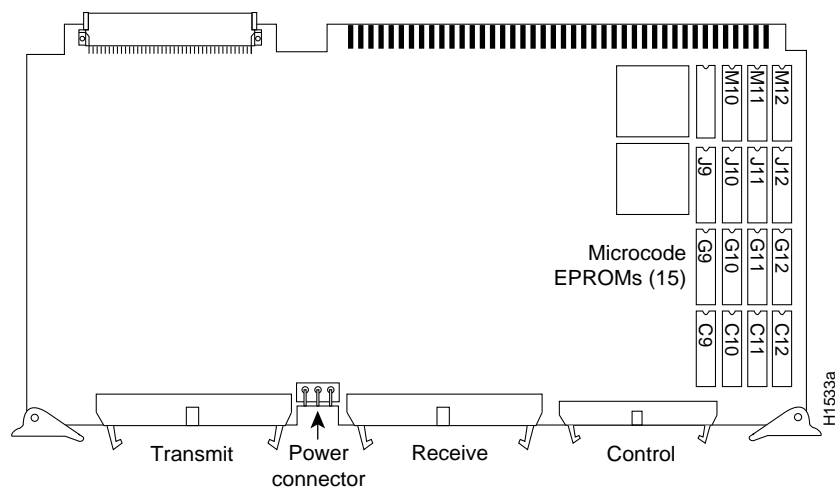 M10 M11 M12
J9 J10 J11 J12
Microcode
EPROMs (15)
G9 G10 G11 G12
C9 C10 C11 C12
H1533a
Transmit
Power
connector
Receive
Control